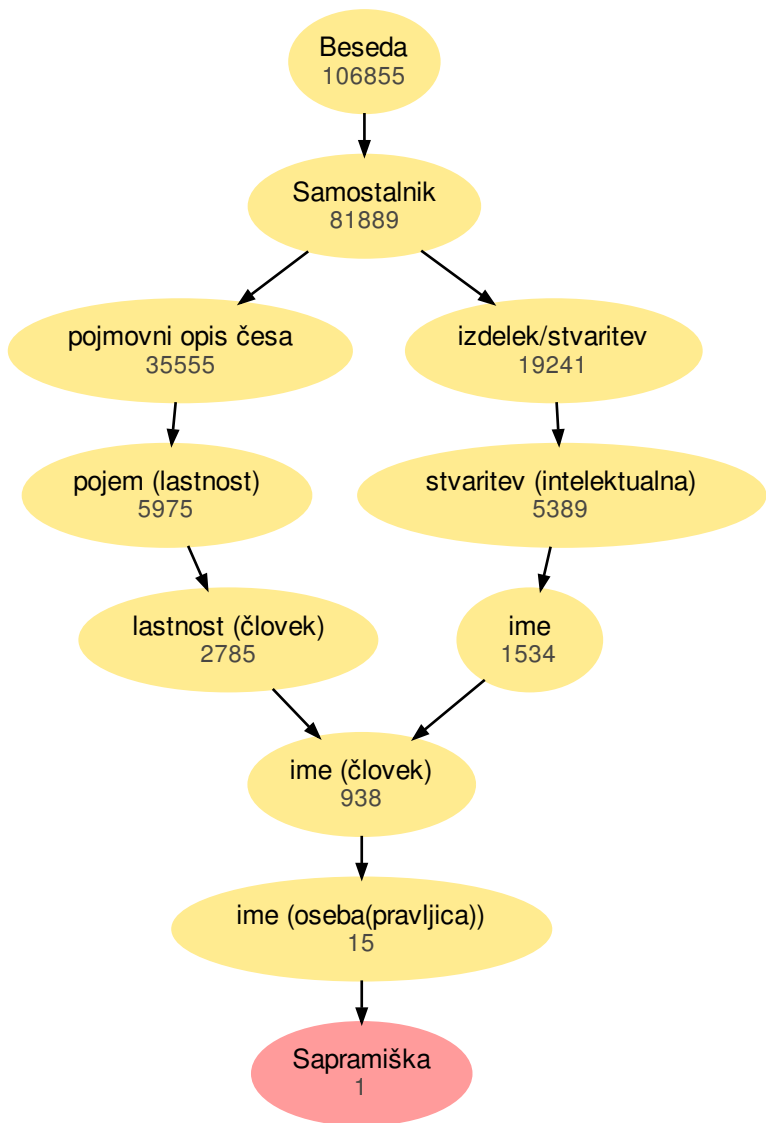 Beseda
106855
Samostalnik
81889
pojmovni opis česa
35555
izdelek/stvaritev
19241
pojem (lastnost)
5975
stvaritev (intelektualna)
5389
lastnost (človek)
2785
ime
1534
ime (človek)
938
ime (oseba(pravljica))
15
Sapramiška
1